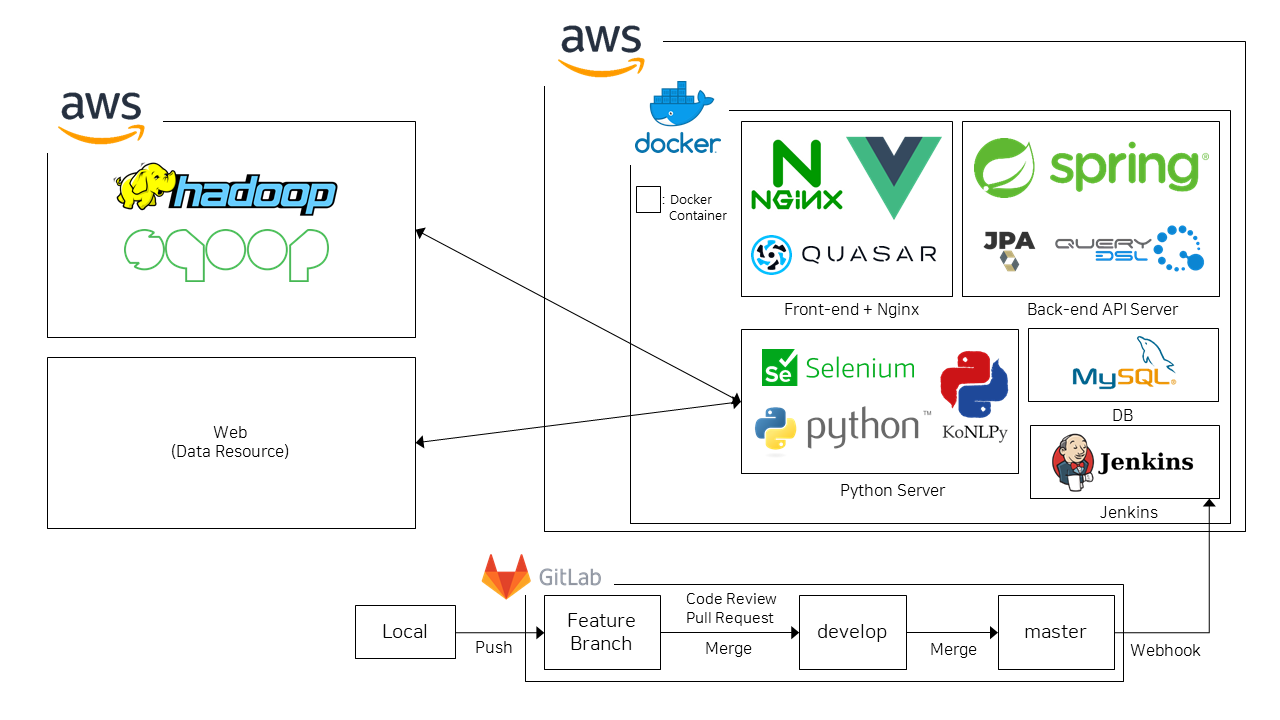 aws
hadoop
sqoop
Web
(Data Resource)
aws
docker
: Docker
Container
NGINX
QUASAR
Front-end + Nginx
spring®
JPA
QUERY
DSL
Back-end API Server
Se Selenium
python™
KoNLPy
Python Server
MySQL®
DB
Jenkins
Jenkins
GitLab
Local
Push
Feature
Branch
Code Review
Pull Request
Merge
develop
Merge
master
Webhook